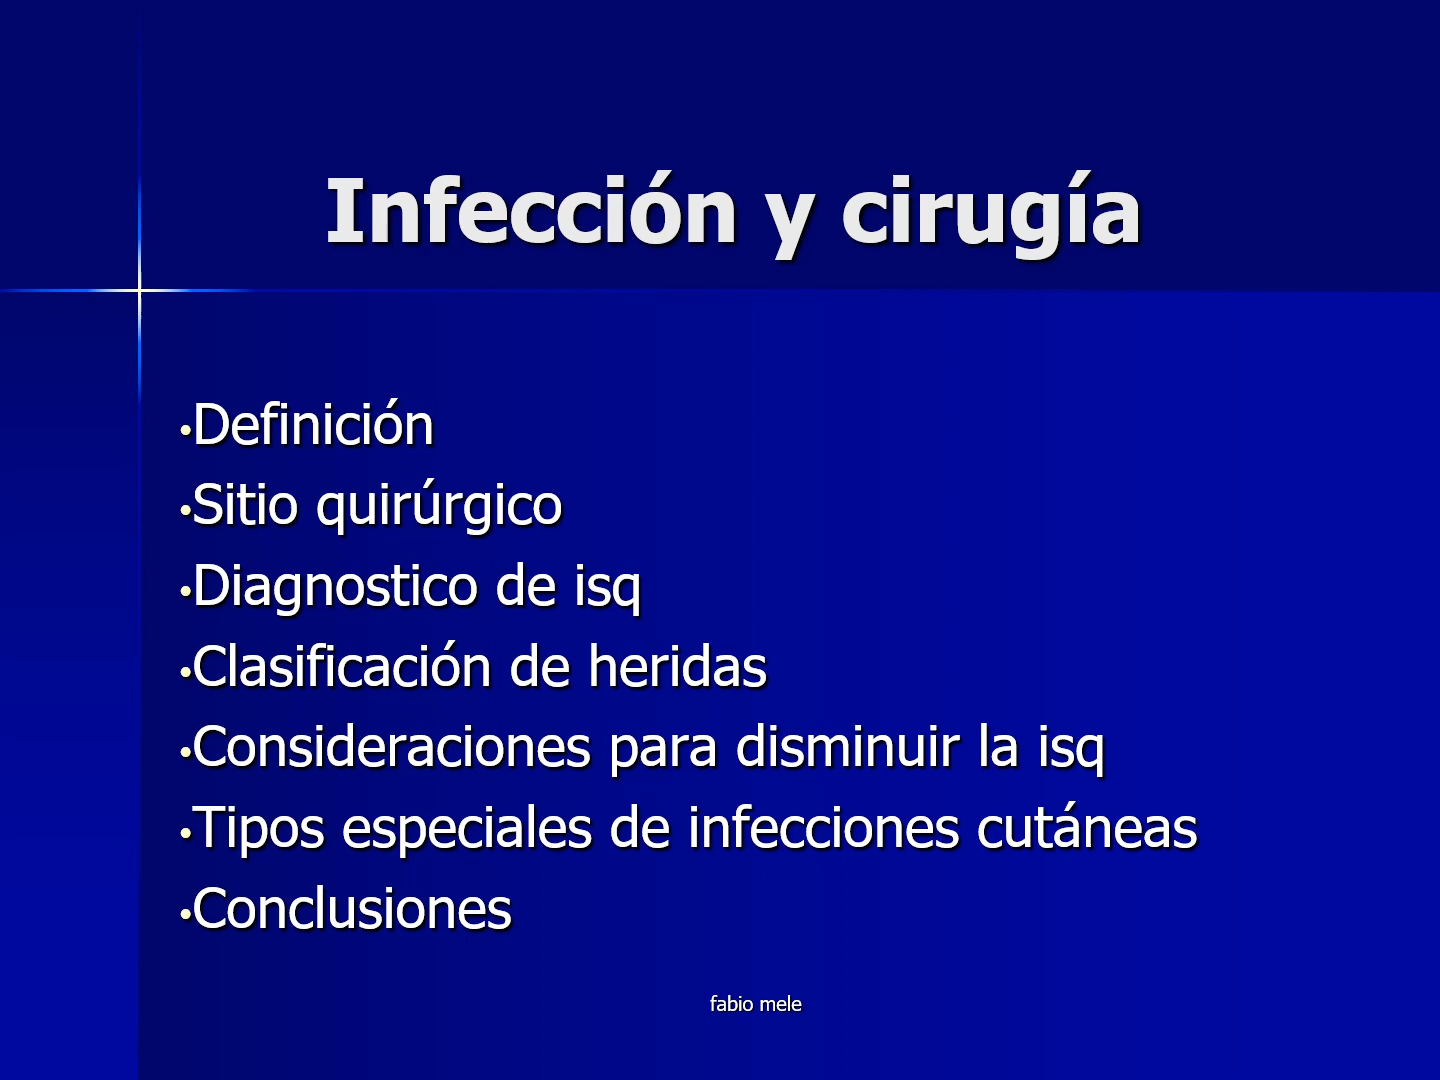 Infección y cirugía
•Definición
•Sitio quirúrgico
•Diagnostico de isq
•Clasificación de heridas
•Consideraciones para disminuir la isq
•Tipos especiales de infecciones cutáneas
•Conclusiones
fabio mele